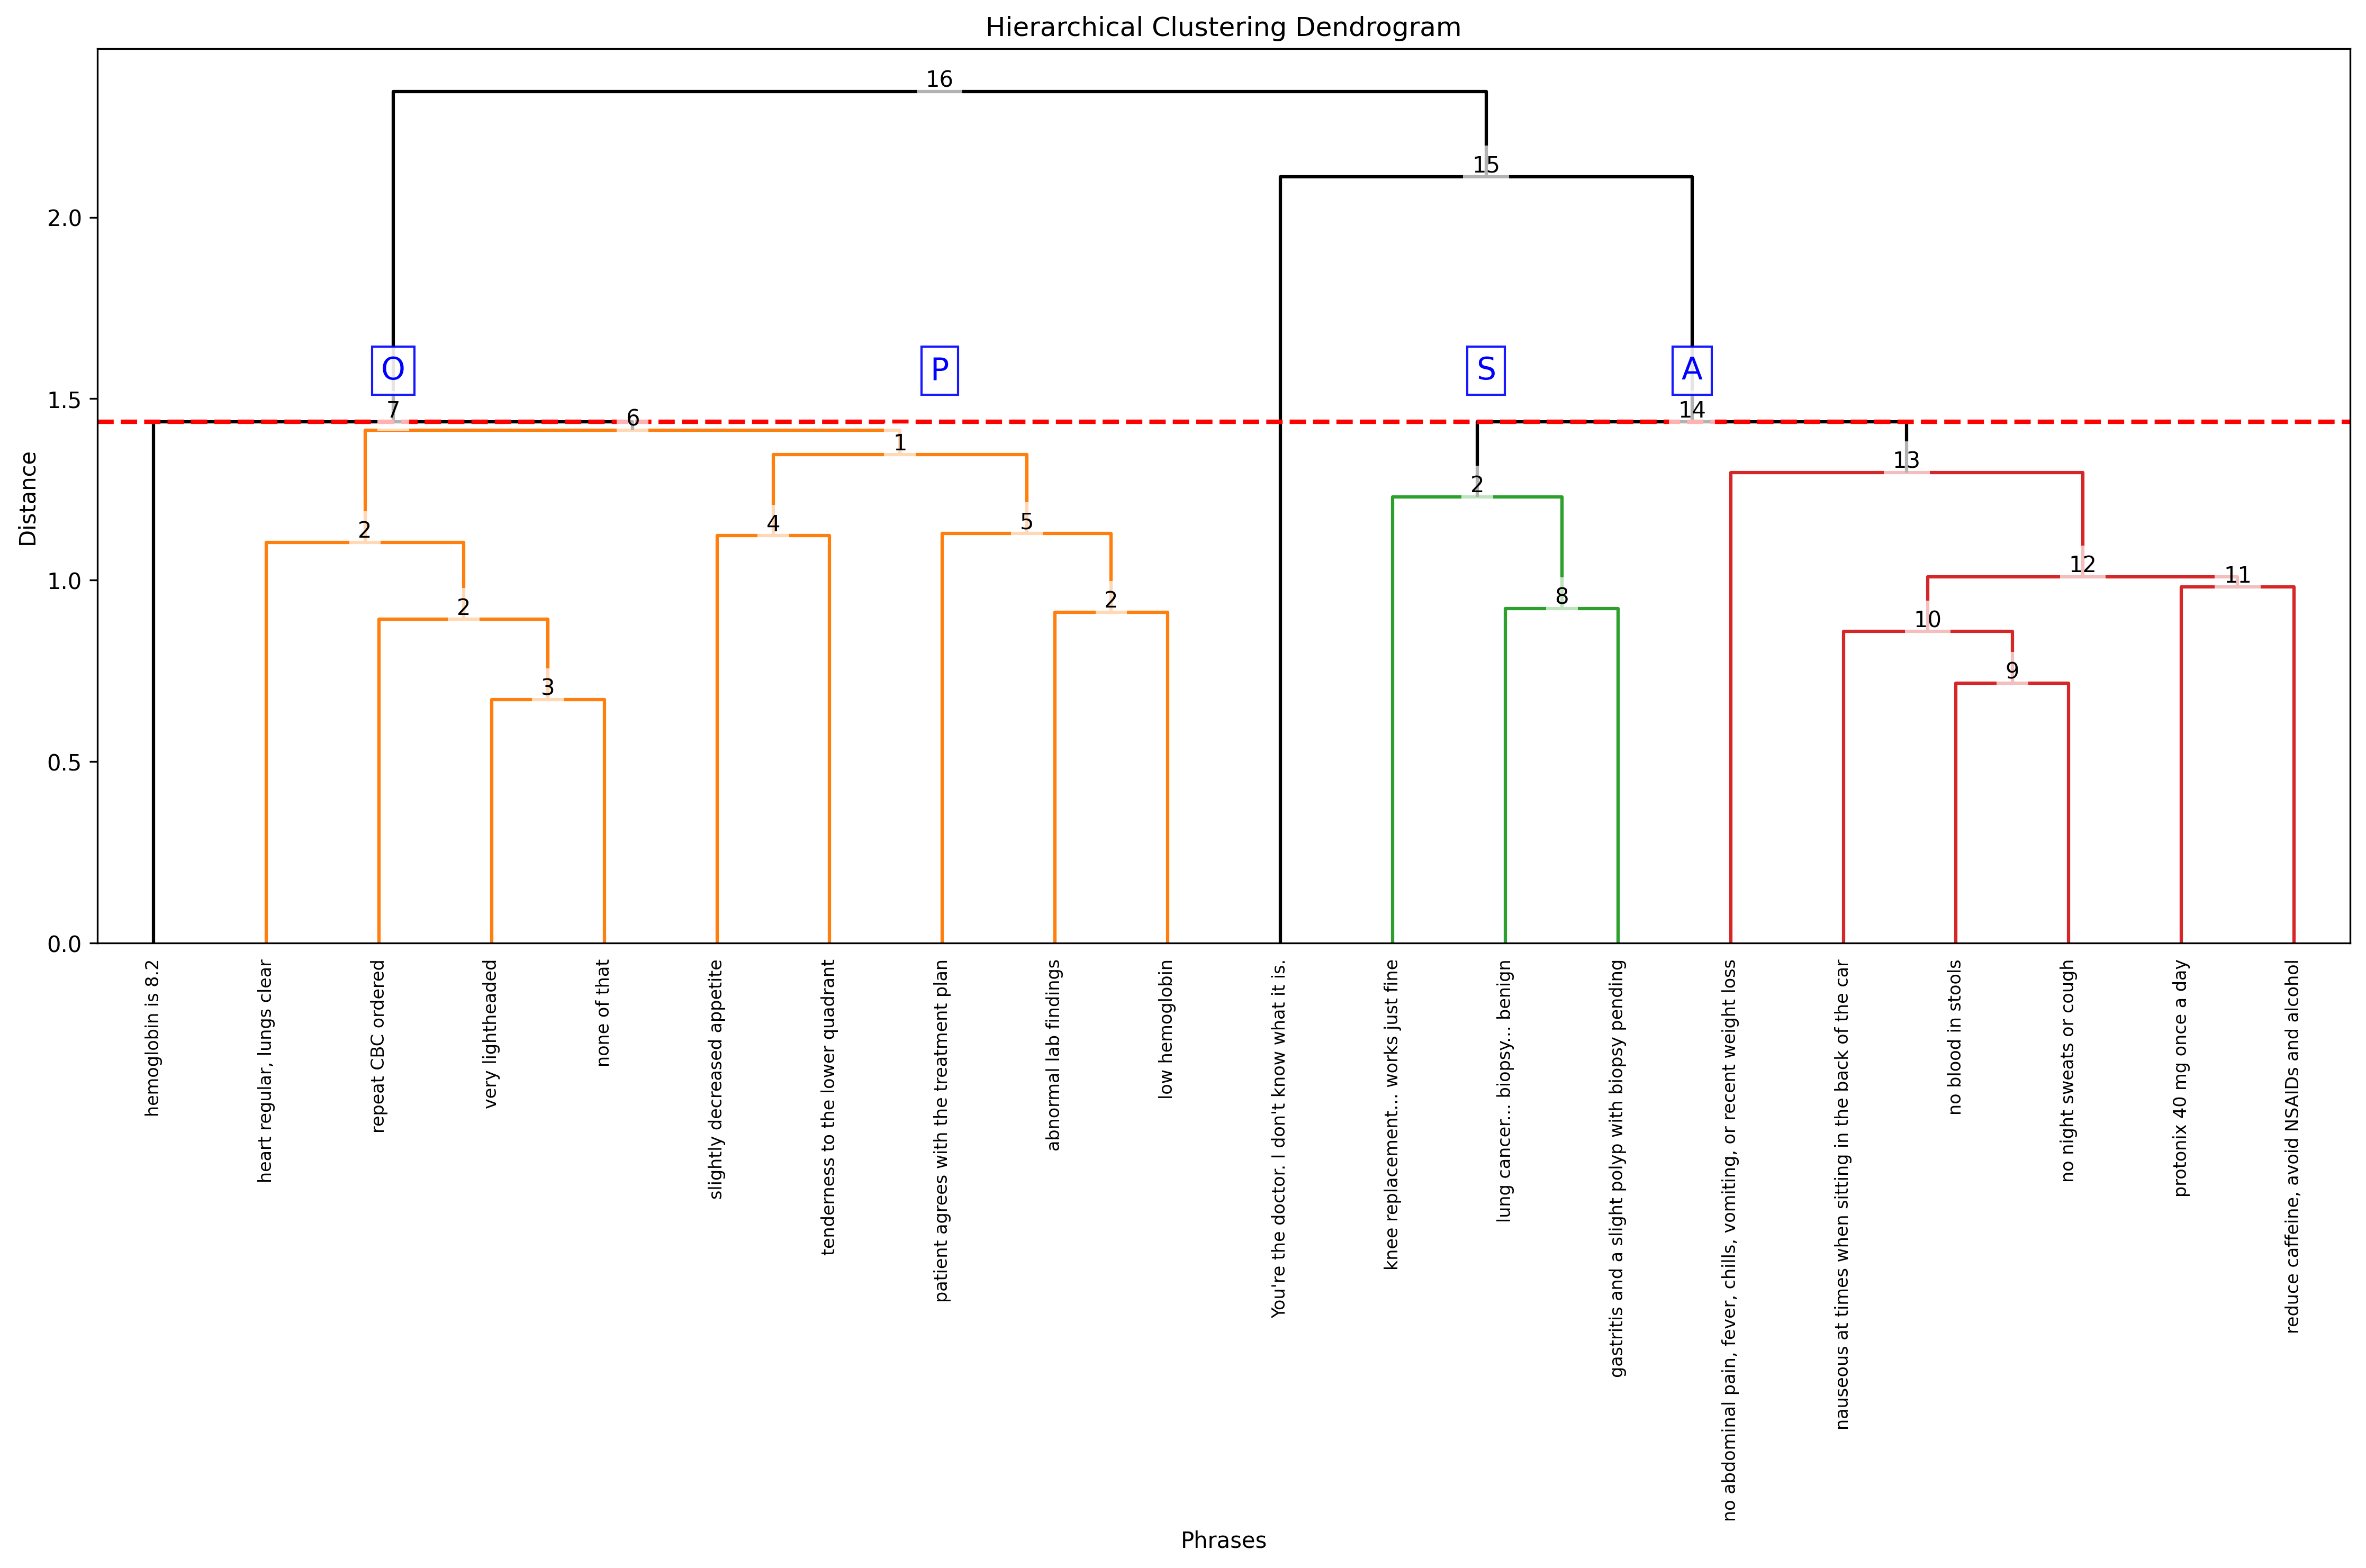 Hierarchical Clustering Dendrogram
16
15
2.0
O
P
S
A
1.5
7
6
14
1
13
2
Distance
2
4
5
12
11
1.0
2
2
8
10
3
9
0.5
0.0
hemoglobin is 8.2
heart regular, lungs clear
repeat CBC ordered
very lightheaded
none of that
slightly decreased appetite
tenderness to the lower quadrant
patient agrees with the treatment plan
abnormal lab findings
low hemoglobin
You're the doctor. I don't know what it is.
knee replacement... works just fine
lung cancer... biopsy... benign
gastritis and a slight polyp with biopsy pending
no abdominal pain, fever, chills, vomiting, or recent weight loss
nauseous at times when sitting in the back of the car
no blood in stools
no night sweats or cough
protonix 40 mg once a day
reduce caffeine, avoid NSAIDs and alcohol
Phrases